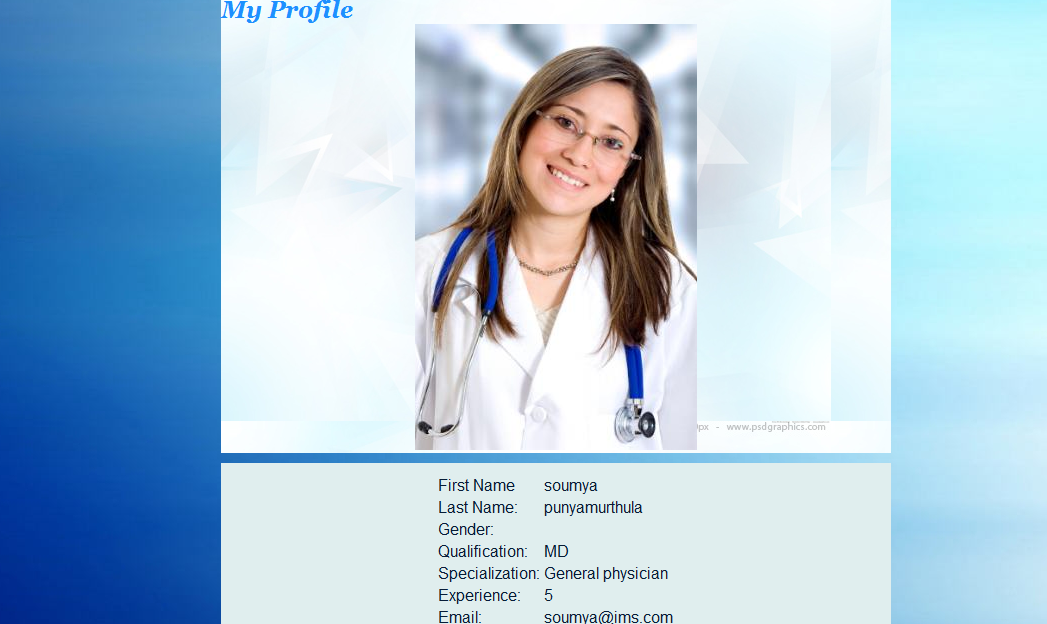 My Profile
px - www.psdgraphics.com
First Name soumya
Last Name: punyamurthula
Gender:
Qualification: MD
Specialization: General physician
Experience: 5
Email: soumya@ims.com